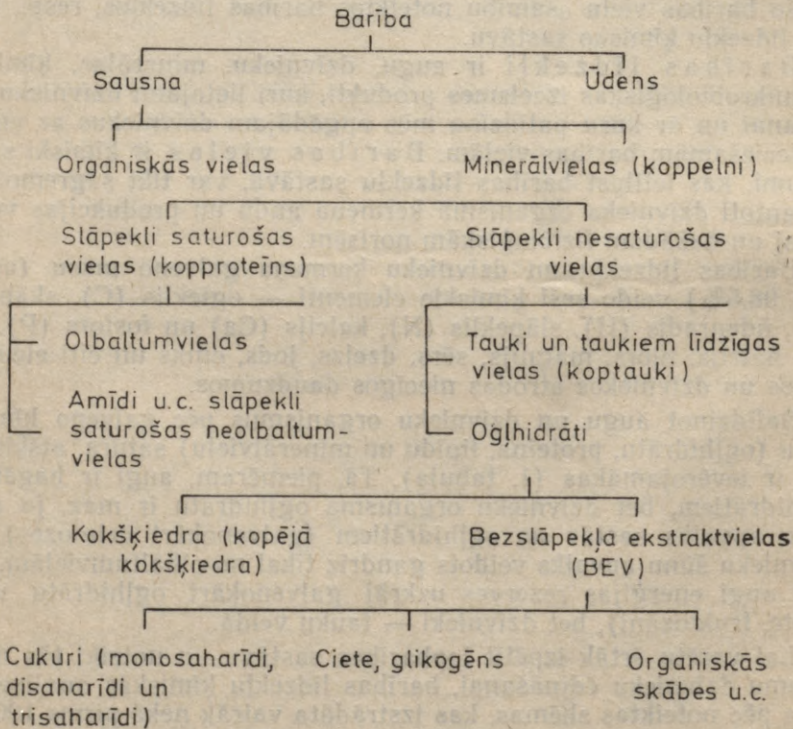 Barība
Sausna Ūdens
Organiskās vielas Minerālvielas (koppelni)
Slāpekli saturošas
vielas (kopproteīns)
Slāpekli nesaturošas
vielas
Olbaltumvielas
Amīdi u.c. slāpekli
saturošas neolbaltum-
vielas
Tauki un taukiem līdzīgas
vielas (koptauki)
Ogļhidrāti
Kokšķiedra (kopējā
kokšķiedra)
Bezslāpekļa ekstraktvielas
(BEV)
Cukuri (monosaharīdi,
disaharīdi un
trisaharīdi)
Ciete, glikogēns
Organiskās
skābes u.c.